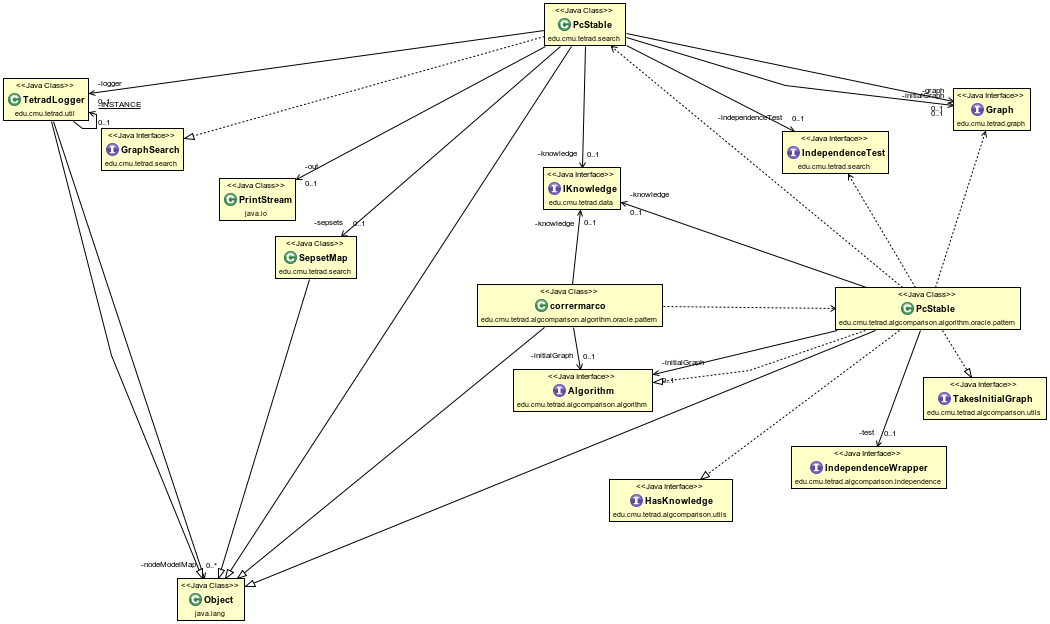 <<Java Class>>
PcStable
edu.cmu.tetrad.search
-logger
0..1
<<Java Class>>
TetradLogger
edu.cmu.tetrad.util
-INSTANCE
0..1
<<Java Interface>>
GraphSearch
edu.cmu.tetrad.search
-out
0..1
<<Java Class>>
PrintStream
java.io
-sepsets
0..1
<<Java Class>>
SepsetMap
edu.cmu.tetrad.search
-knowledge
0..1
<<Java Interface>>
IKnowledge
edu.cmu.tetrad.data
-knowledge
0..1
-knowledge
0..1
-independenceTest
0..1
<<Java Interface>>
IndependenceTest
edu.cmu.tetrad.search
-graph
-initialGraph
0..1
0..1
<<Java Interface>>
Graph
edu.cmu.tetrad.graph
<<Java Class>>
corrermarco
edu.cmu.tetrad.algcomparison.algorithm.oracle.pattern
<<Java Class>>
PcStable
edu.cmu.tetrad.algcomparison.algorithm.oracle.pattern
-initialGraph
0..1
-initialGraph
0..1
<<Java Interface>>
Algorithm
edu.cmu.tetrad.algcomparison.algorithm
<<Java Interface>>
TakesInitialGraph
edu.cmu.tetrad.algcomparison.utils
-test
0..1
<<Java Interface>>
IndependenceWrapper
edu.cmu.tetrad.algcomparison.independence
<<Java Interface>>
HasKnowledge
edu.cmu.tetrad.algcomparison.utils
-nodeModelMap
0..*
<<Java Class>>
Object
java.lang